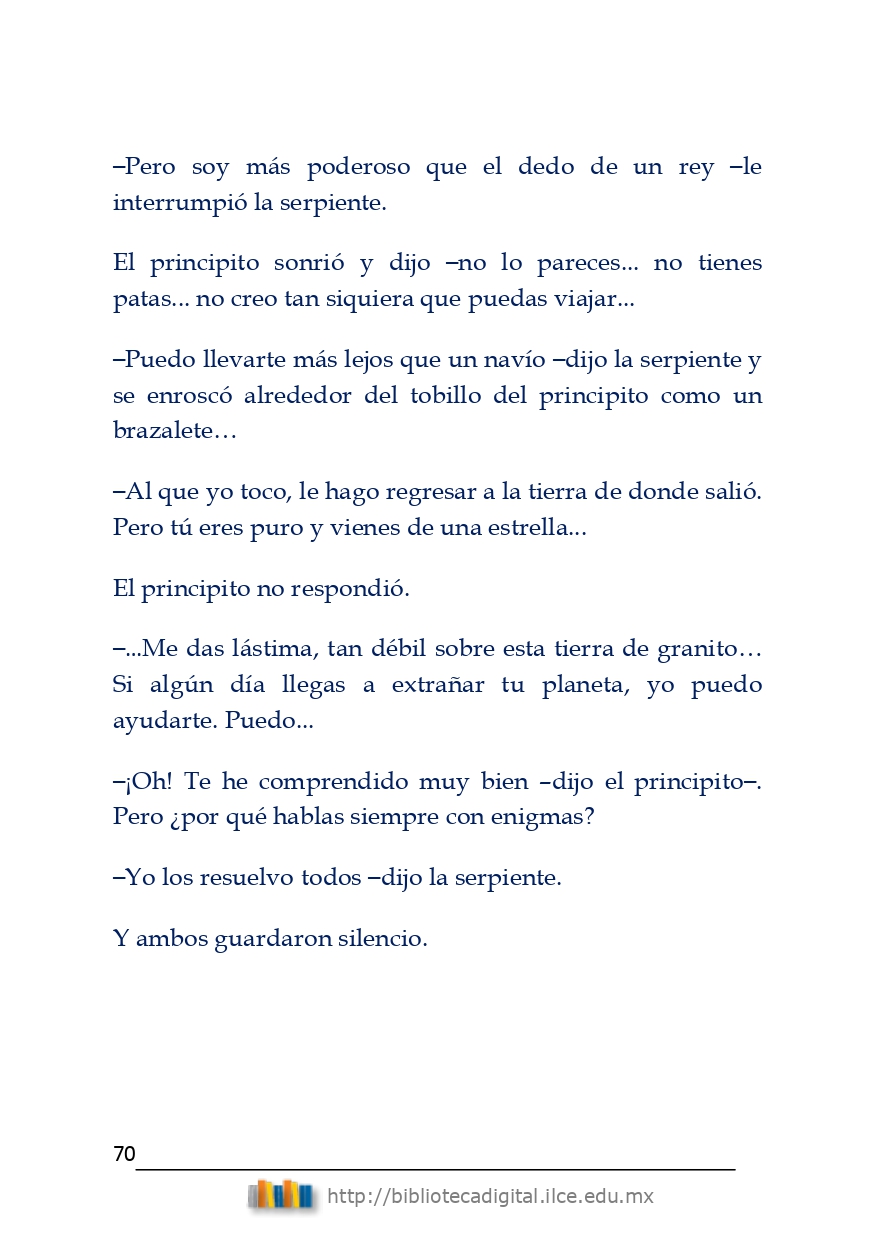 –Pero soy más poderoso que el dedo de un rey –le
interrumpió la serpiente.
El principito sonrió y dijo –no lo pareces... no tienes
patas... no creo tan siquiera que puedas viajar...
–Puedo llevarte más lejos que un navío –dijo la serpiente y
se enroscó alrededor del tobillo del principito como un
brazalete…
–Al que yo toco, le hago regresar a la tierra de donde salió.
Pero tú eres puro y vienes de una estrella...
El principito no respondió.
–...Me das lástima, tan débil sobre esta tierra de granito…
Si algún día llegas a extrañar tu planeta, yo puedo
ayudarte. Puedo...
–¡Oh! Te he comprendido muy bien –dijo el principito–.
Pero ¿por qué hablas siempre con enigmas?
–Yo los resuelvo todos –dijo la serpiente.
Y ambos guardaron silencio.
70
http://bibliotecadigital.ilce.edu.mx